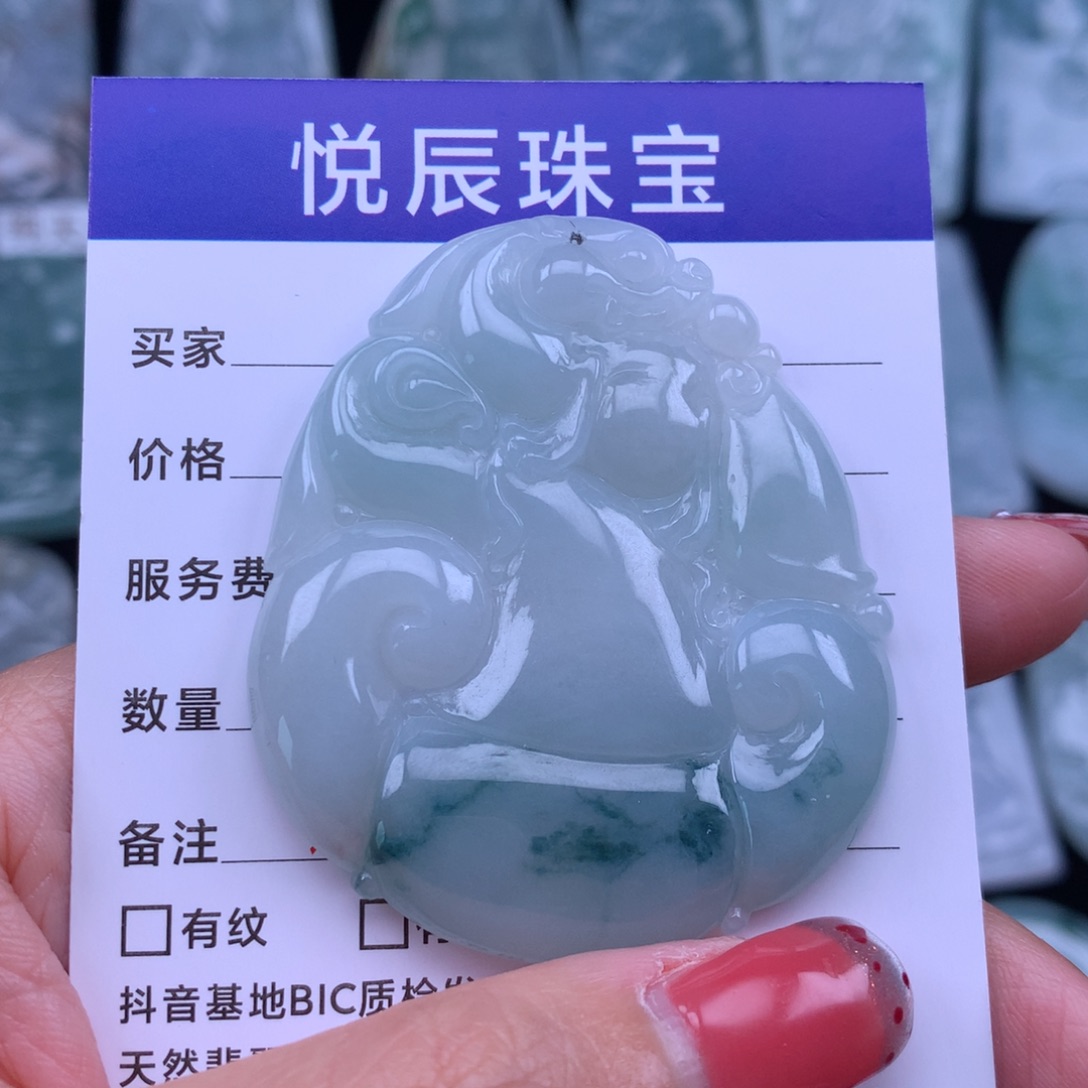 悦辰珠宝
买家
价格
服务费
数量
备注
□有纹 □
抖音基地BIC质检
天然翡